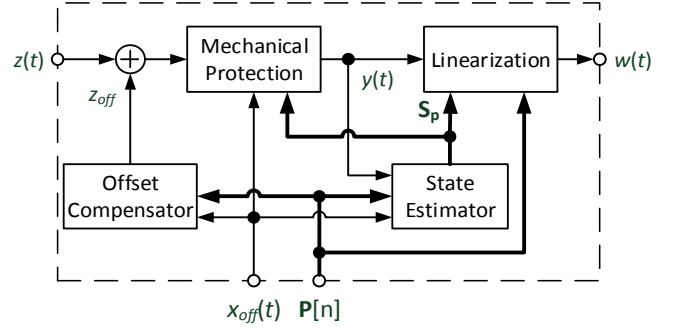 z(t)
+
Mechanical
Protection
y(t)
Linearization
w(t)
z_off
S_p
Offset
Compensator
State
Estimator
x_off(t)
P[n]